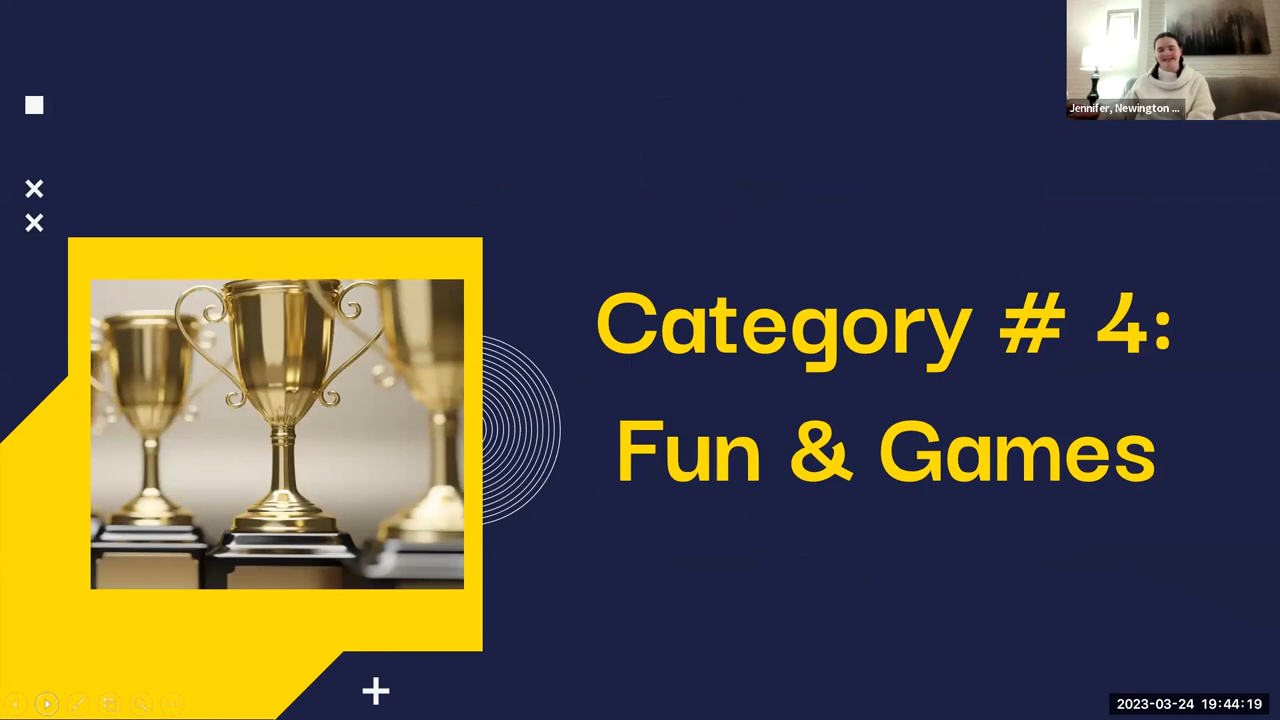 Jennifer, Newington ...
Category # 4:
Fun & Games
2023-03-24 19:44:19